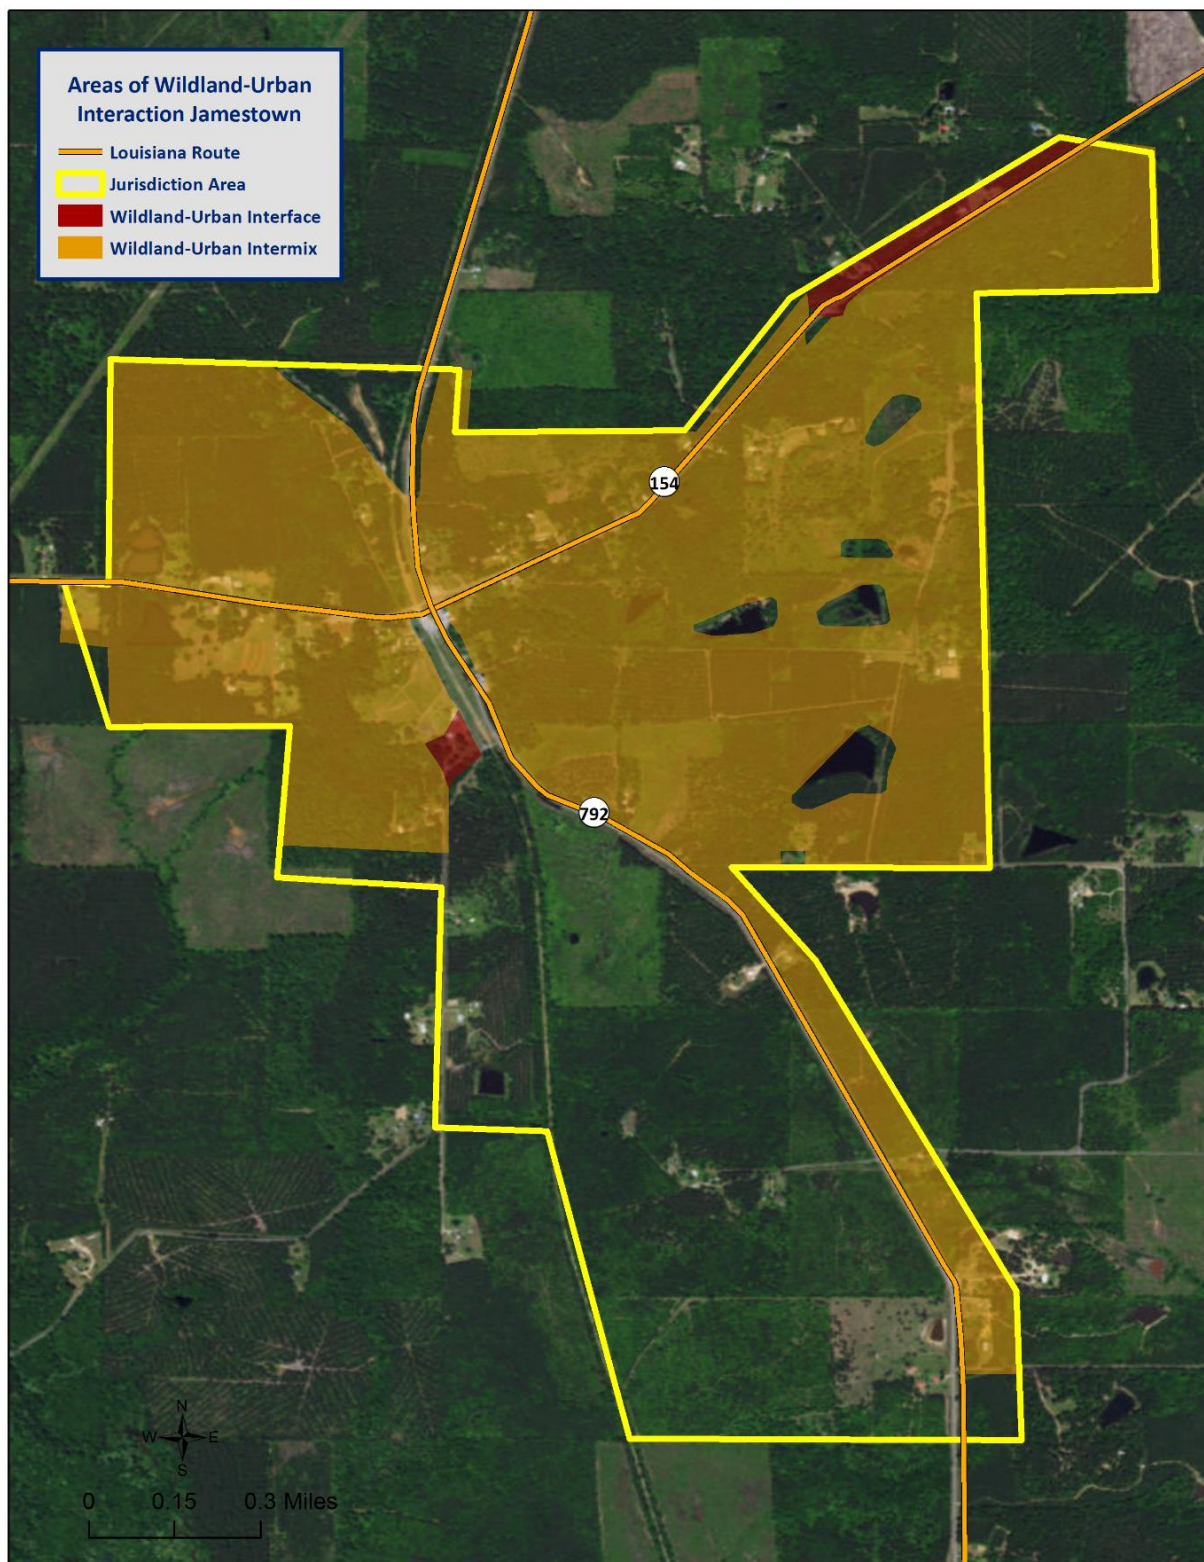 Areas of Wildland-Urban
Interaction Jamestown
Louisiana Route
Jurisdiction Area
Wildland-Urban Interface
Wildland-Urban Intermix
154
792
N
W E
S
0 0.15 0.3 Miles